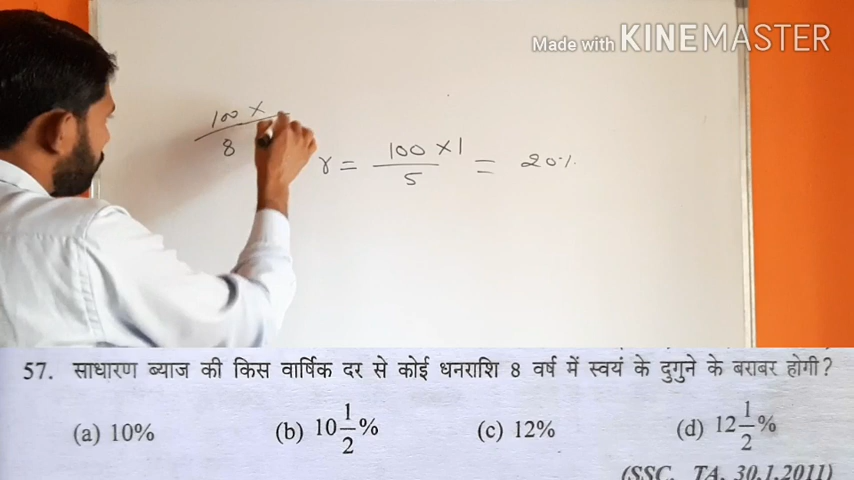 Made with KINEMASTER
100 x
8
r = 100 x 1 = 20%
5
57. साधारण ब्याज की किस वार्षिक दर से कोई धनराशि 8 वर्ष में स्वयं के दुगुने के बराबर होगी?
(a) 10% (b) 10 1/2 % (c) 12% (d) 12 1/2 %
(SSC, TA, 30.1.2011)